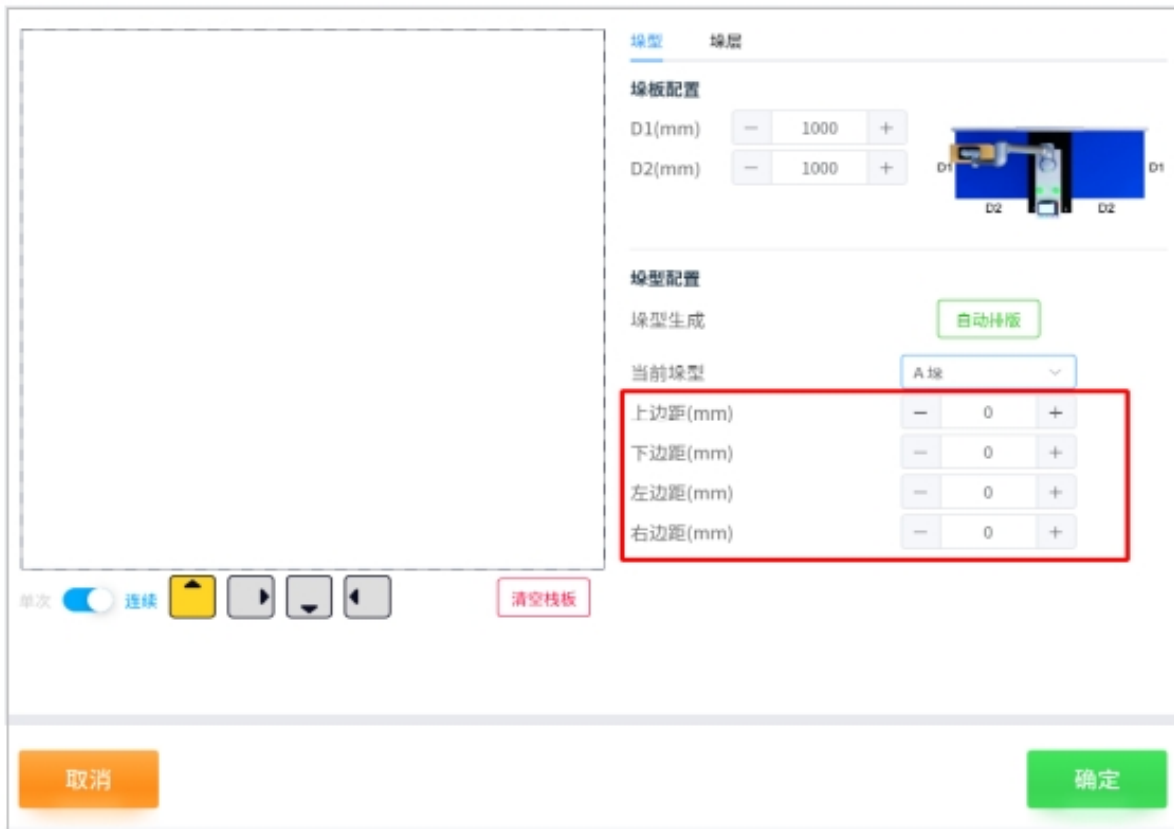 垛型 垛层
垛板配置
D1(mm) − 1000 +
D2(mm) − 1000 +
D1 D1
D2 D2
垛型配置
垛型生成 自动排版
当前垛型 A 垛
上边距(mm) − 0 +
下边距(mm) − 0 +
左边距(mm) − 0 +
右边距(mm) − 0 +
单次 连续 清空栈板
取消 确定